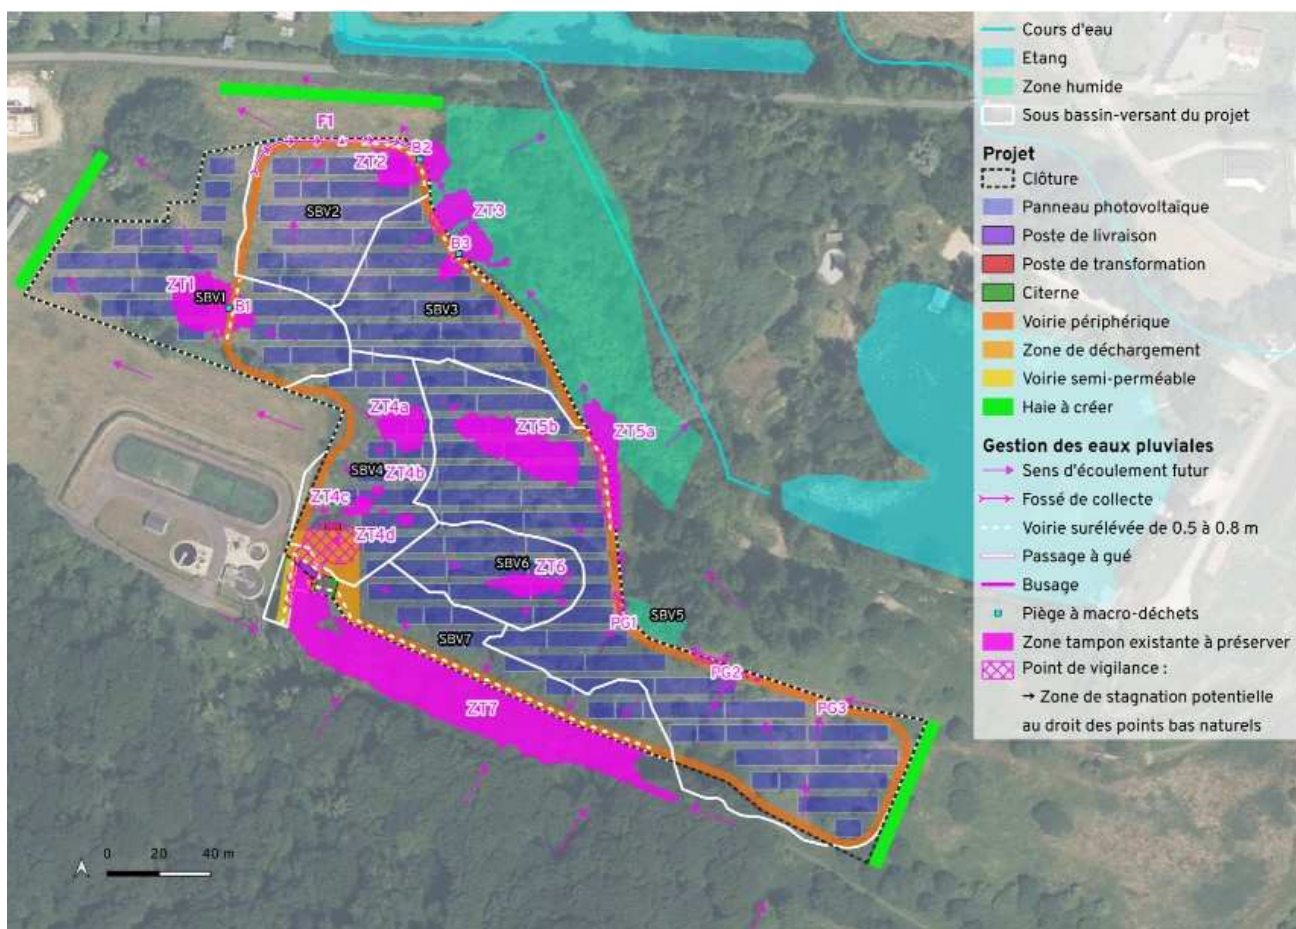 Cours d'eau
Etang
Zone humide
Sous bassin-versant du projet
Projet
Clôture
Panneau photovoltaïque
Poste de livraison
Poste de transformation
Citerne
Voirie périphérique
Zone de déchargement
Voirie semi-perméable
Haie à créer
Gestion des eaux pluviales
Sens d'écoulement futur
Fossé de collecte
Voirie surélévée de 0.5 à 0.8 m
Passage à gué
Busage
Piège à macro-déchets
Zone tampon existante à préserver
Point de vigilance :
→ Zone de stagnation potentielle
au droit des points bas naturels
F1
B2
ZT2
SBV2
ZT3
B3
ZT1
SBV1
B1
SBV3
ZT4a
ZT5b
ZT5a
SBV4
ZT4b
ZT4c
ZT4d
SBV6
ZT6
SBV5
PG1
SBV7
PG2
ZT7
PG3
0 20 40 m